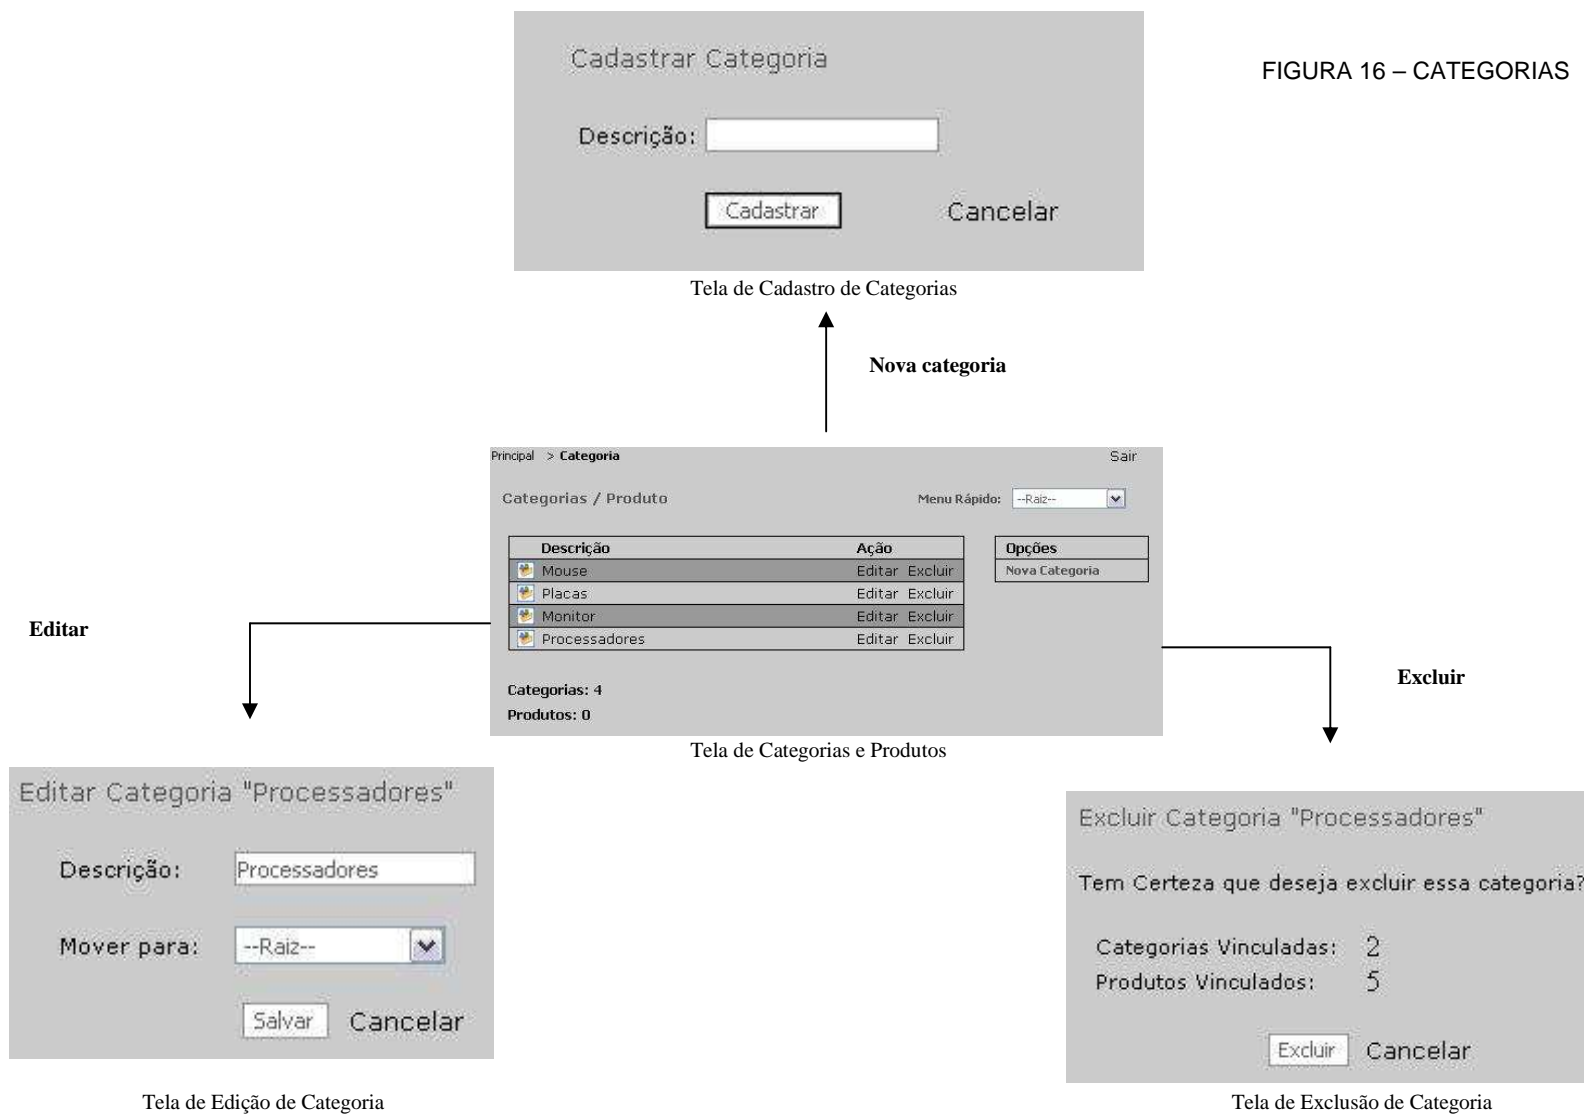 FIGURA 16 – CATEGORIAS
Cadastrar Categoria
Descrição:
Cadastrar Cancelar
Tela de Cadastro de Categorias
Nova categoria
Principal > Categoria Sair
Categorias / Produto Menu Rápido: --Raiz--
Descrição Ação Opções
Mouse Editar Excluir Nova Categoria
Placas Editar Excluir
Monitor Editar Excluir
Processadores Editar Excluir
Categorias: 4
Produtos: 0
Tela de Categorias e Produtos
Editar
Excluir
Editar Categoria "Processadores"
Descrição: Processadores
Mover para: --Raiz--
Salvar Cancelar
Tela de Edição de Categoria
Excluir Categoria "Processadores"
Tem Certeza que deseja excluir essa categoria?
Categorias Vinculadas: 2
Produtos Vinculados: 5
Excluir Cancelar
Tela de Exclusão de Categoria